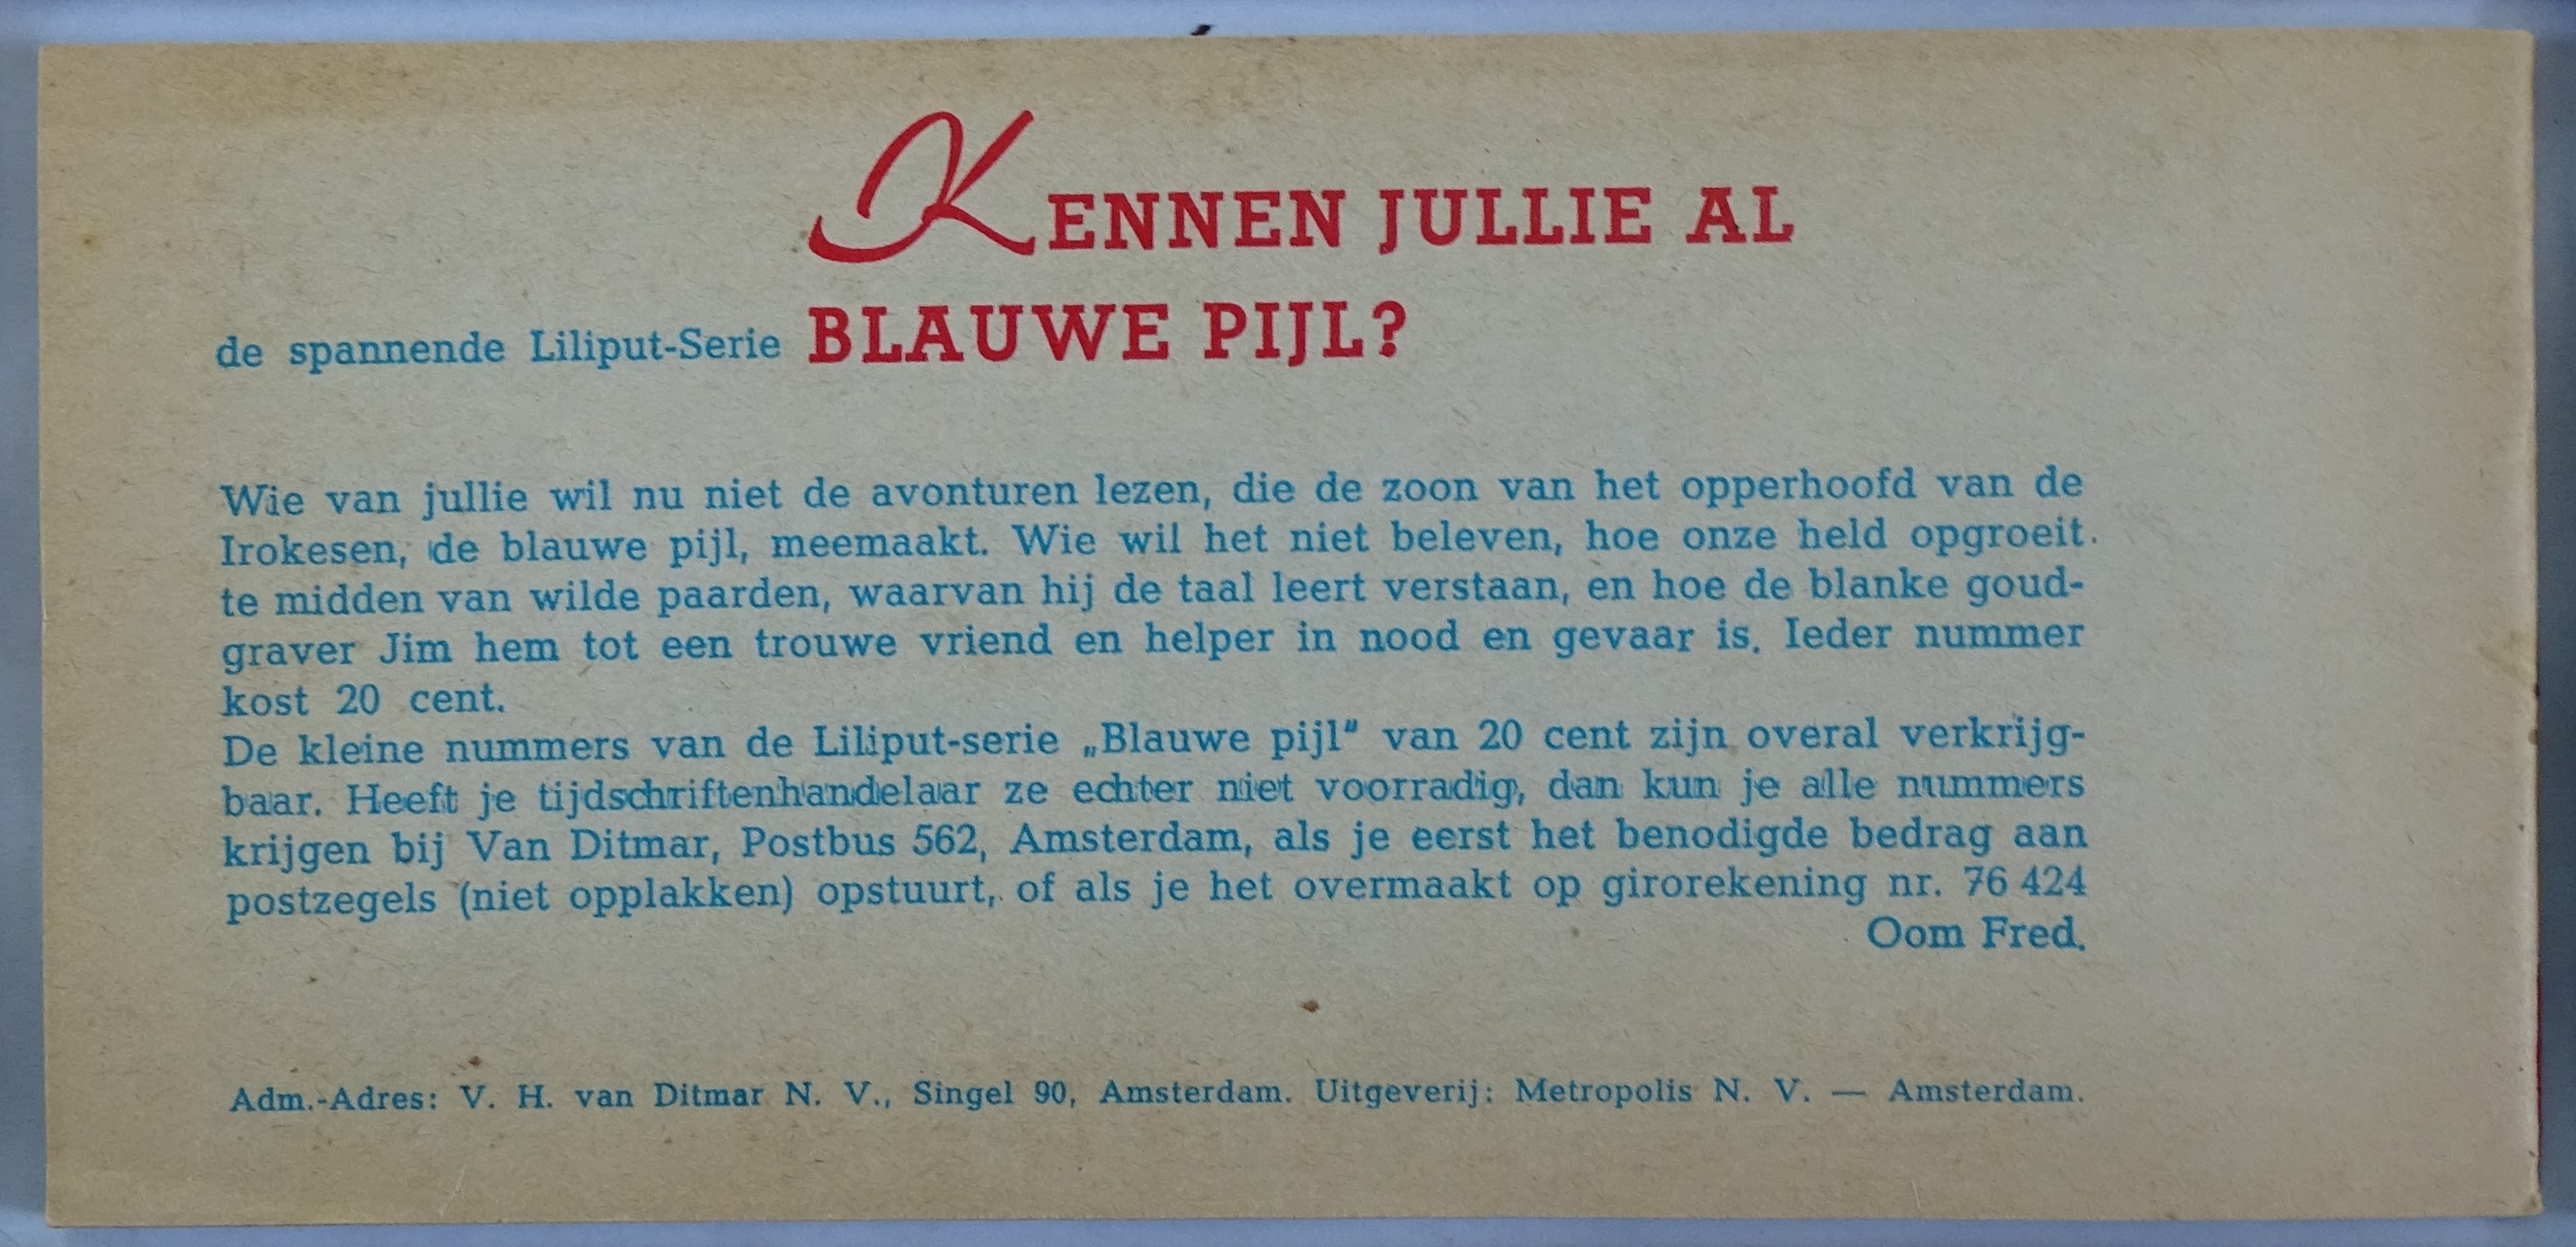 KENNEN JULLIE AL
de spannende Liliput-Serie BLAUWE PIJL?
Wie van jullie wil nu niet de avonturen lezen, die de zoon van het opperhoofd van de
Irokesen, de blauwe pijl, meemaakt. Wie wil het niet beleven, hoe onze held opgroeit.
te midden van wilde paarden, waarvan hij de taal leert verstaan, en hoe de blanke goud-
graver Jim hem tot een trouwe vriend en helper in nood en gevaar is. Ieder nummer
kost 20 cent.
De kleine nummers van de Liliput-serie „Blauwe pijl" van 20 cent zijn overal verkrijg-
baar. Heeft je tijdschriftenhandelaar ze echter niet voorradig, dan kun je alle nummers
krijgen bij Van Ditmar, Postbus 562, Amsterdam, als je eerst het benodigde bedrag aan
postzegels (niet opplakken) opstuurt, of als je het overmaakt op girorekening nr. 76 424
Oom Fred.
Adm.-Adres: V. H. van Ditmar N. V., Singel 90, Amsterdam. Uitgeverij: Metropolis N. V. — Amsterdam.